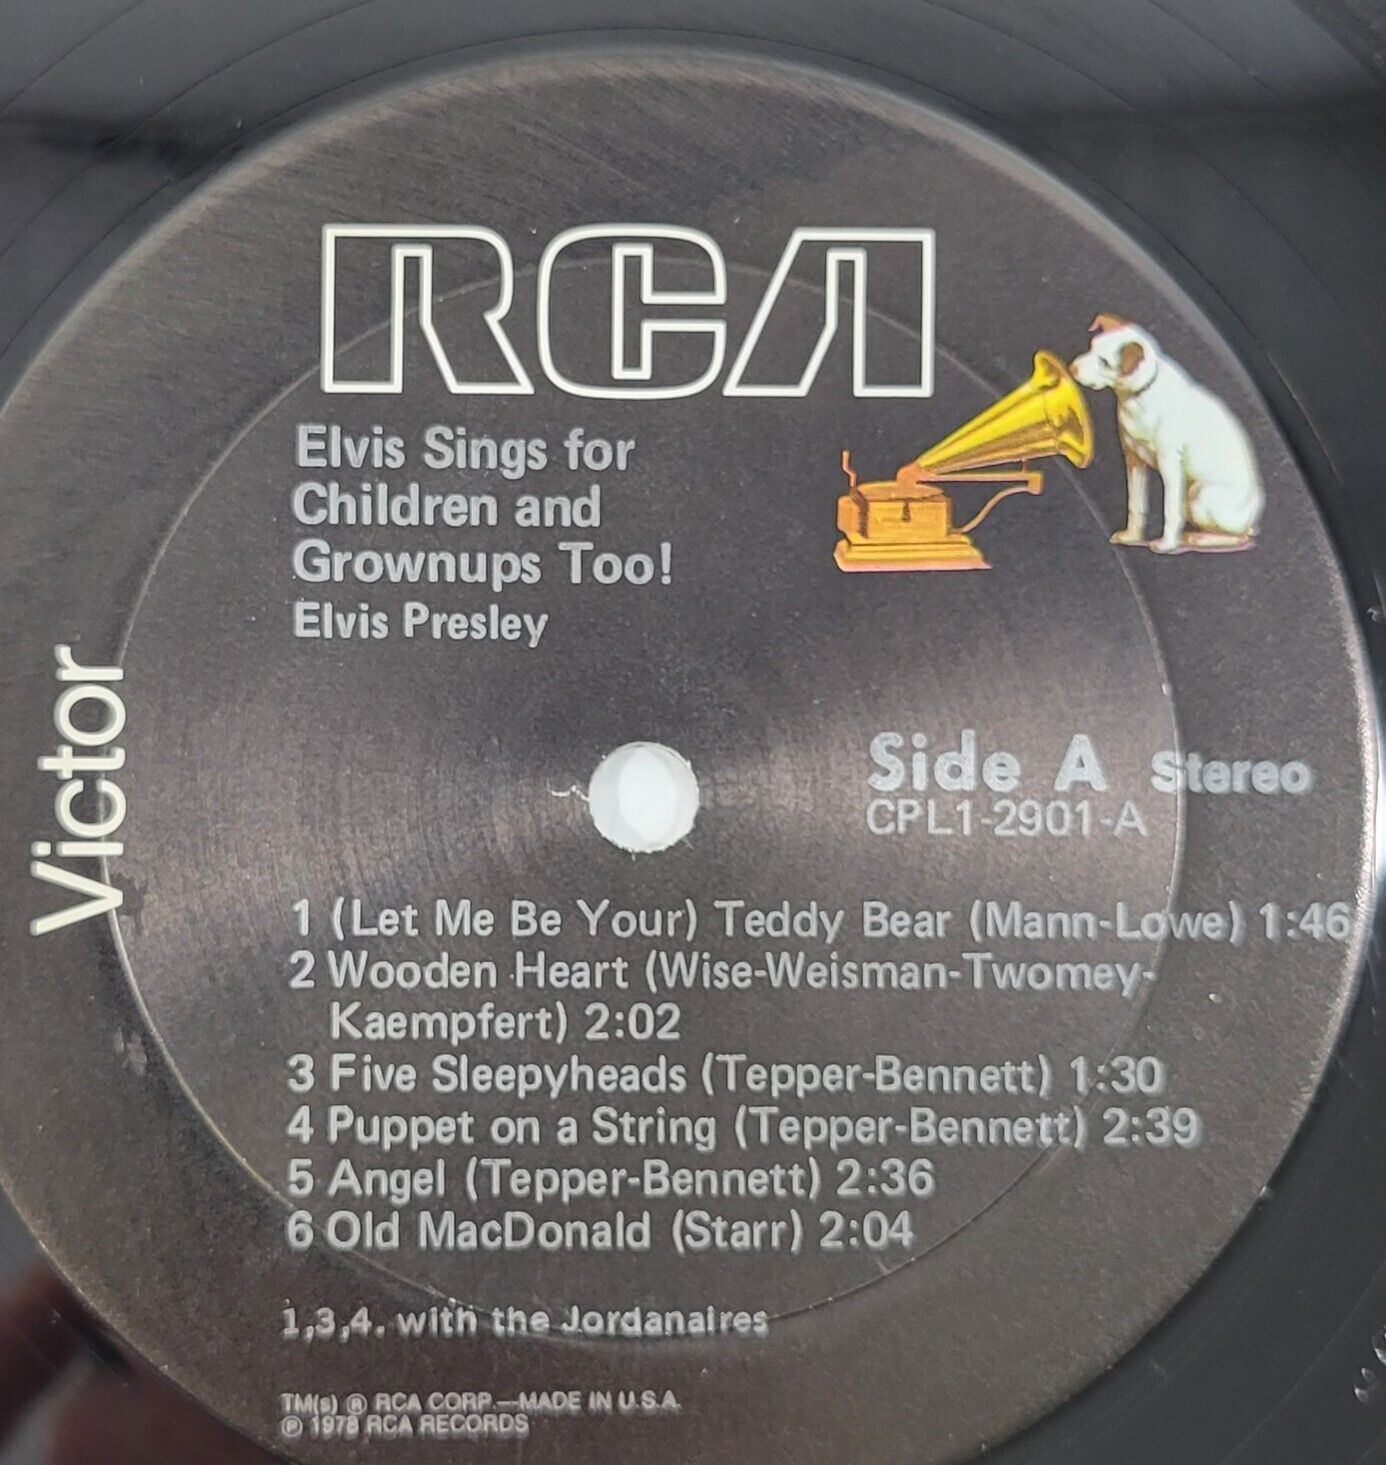 RCA
Elvis Sings for
Children and
Grownups Too!
Elvis Presley
Victor
Side A Stereo
CPL1-2901-A
1 (Let Me Be Your) Teddy Bear (Mann-Lowe) 1:46
2 Wooden Heart (Wise-Weisman-Twomey-
Kaempfert) 2:02
3 Five Sleepyheads (Tepper-Bennett) 1:30
4 Puppet on a String (Tepper-Bennett) 2:39
5 Angel (Tepper-Bennett) 2:36
6 Old MacDonald (Starr) 2:04
1,3,4. with the Jordanaires
TM(s) ® RCA CORP.—MADE IN U.S.A.
℗ 1978 RCA RECORDS